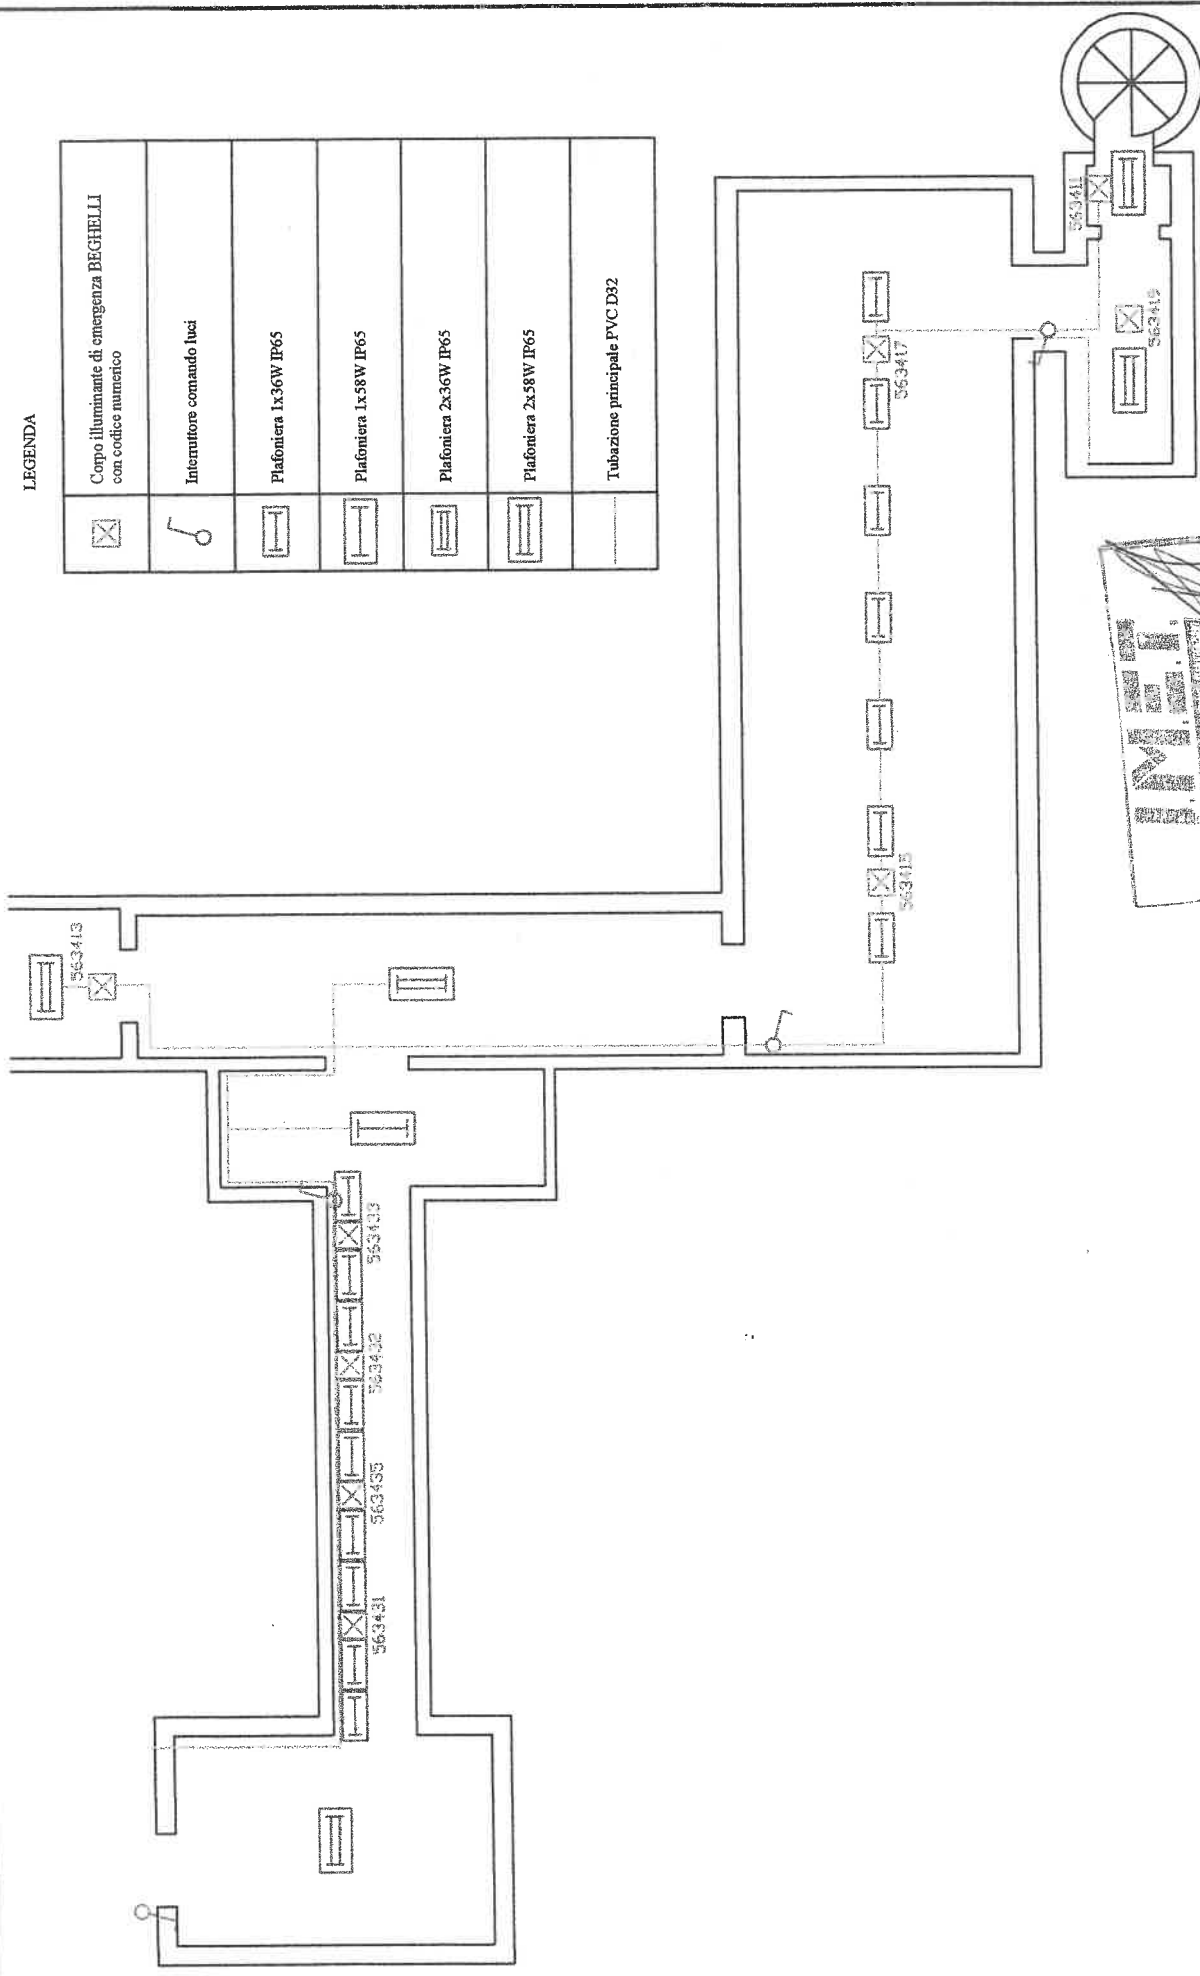 LEGENDA
Corpo illuminante di emergenza BEGHELLI
con codice numerico
Interruttore comando luci
Plafoniera 1x36W IP65
Plafoniera 1x58W IP65
Plafoniera 2x36W IP65
Plafoniera 2x58W IP65
Tubazione principale PVC D32
563411
563419
563417
563415
563413
563433
563432
563435
563431
I.M.E.T